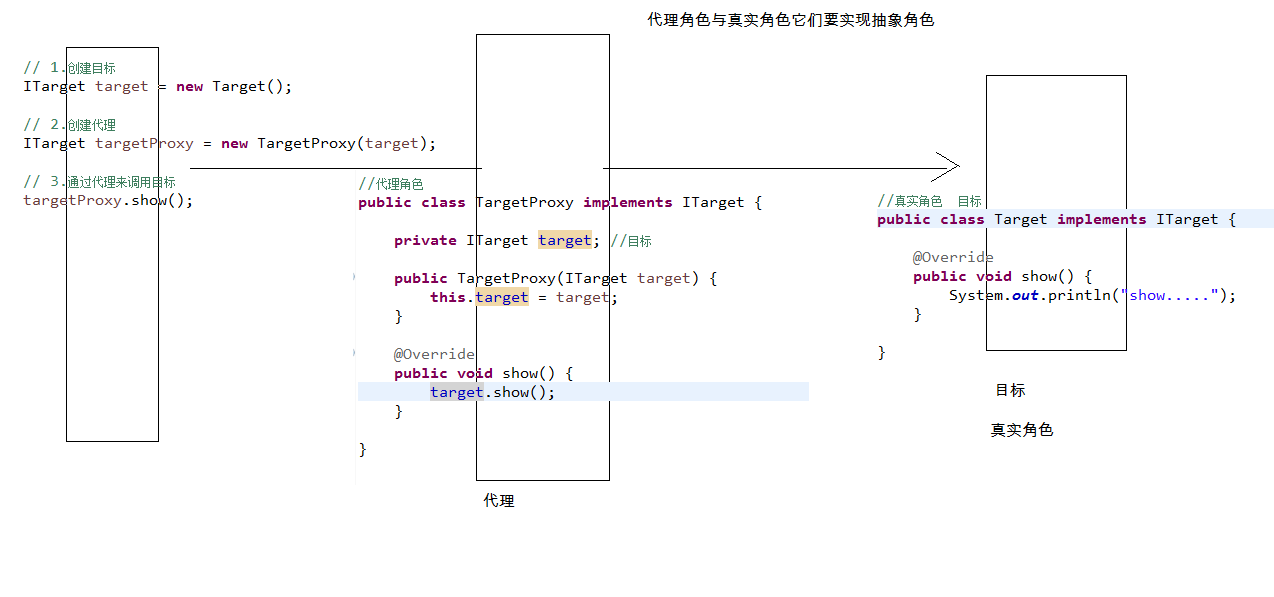 代理角色与真实角色它们要实现抽象角色
// 1.创建目标
ITarget target = new Target();
// 2.创建代理
ITarget targetProxy = new TargetProxy(target);
// 3.通过代理来调用目标
targetProxy.show();
//代理角色
public class TargetProxy implements ITarget {
private ITarget target; //目标
public TargetProxy(ITarget target) {
this.target = target;
}
@Override
public void show() {
target.show();
}
}
代理
//真实角色 目标
public class Target implements ITarget {
@Override
public void show() {
System.out.println("show.....");
}
}
目标
真实角色